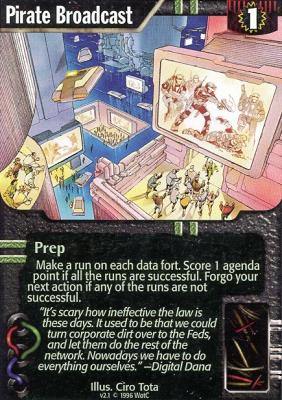 Pirate Broadcast
1
Prep
Make a run on each data fort. Score 1 agenda
point if all the runs are successful. Forgo your
next action if any of the runs are not
successful.
"It's scary how ineffective the law is
these days. It used to be that we could
turn corporate dirt over to the Feds,
and let them do the rest of the
network. Nowadays we have to do
everything ourselves." —Digital Dana
Illus. Ciro Tota
v2.1 © 1996 WotC